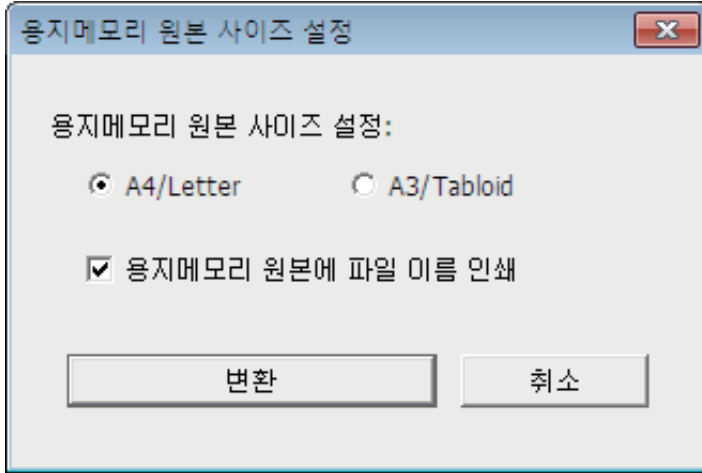 용지메모리 원본 사이즈 설정
용지메모리 원본 사이즈 설정:
A4/Letter A3/Tabloid
용지메모리 원본에 파일 이름 인쇄
변환 취소